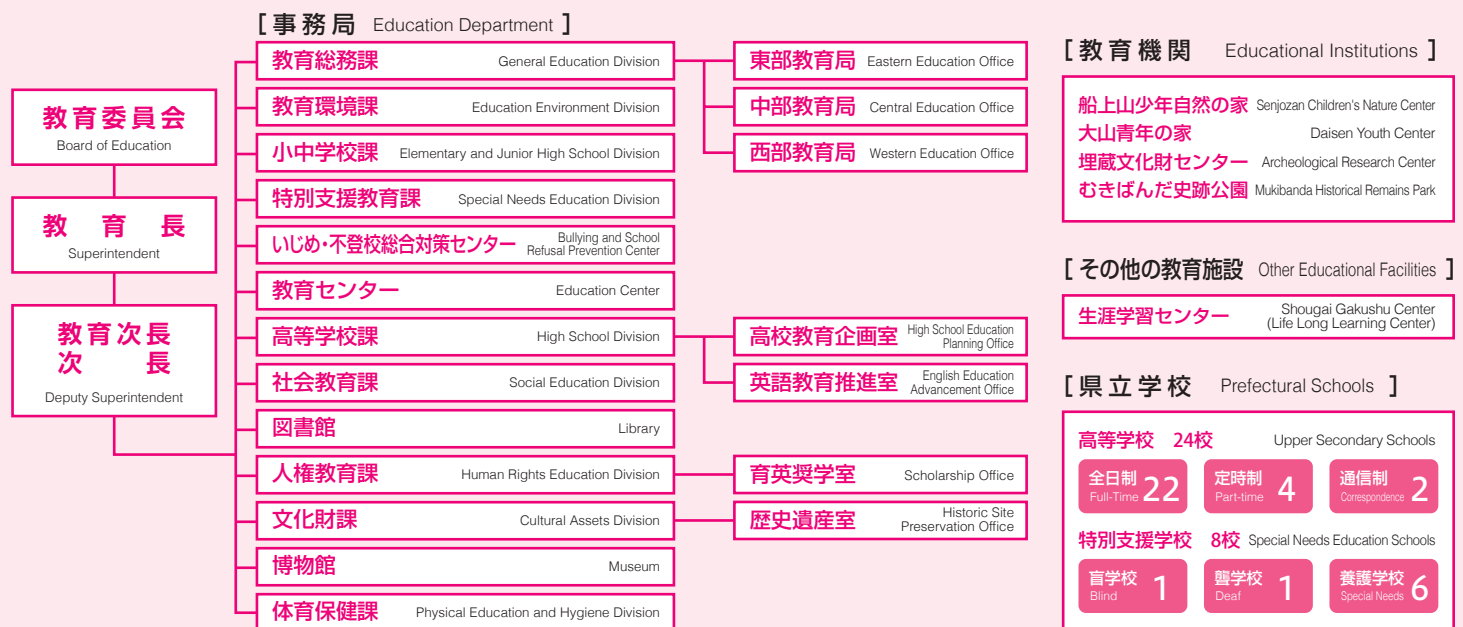 [ 事務局 Education Department ]
教育委員会
Board of Education
教育長
Superintendent
教育次長
次長
Deputy Superintendent
教育総務課 General Education Division
教育環境課 Education Environment Division
小中学校課 Elementary and Junior High School Division
特別支援教育課 Special Needs Education Division
いじめ・不登校総合対策センター Bullying and School
Refusal Prevention Center
教育センター Education Center
高等学校課 High School Division
社会教育課 Social Education Division
図書館 Library
人権教育課 Human Rights Education Division
文化財課 Cultural Assets Division
博物館 Museum
体育保健課 Physical Education and Hygiene Division
東部教育局 Eastern Education Office
中部教育局 Central Education Office
西部教育局 Western Education Office
高校教育企画室 High School Education
Planning Office
英語教育推進室 English Education
Advancement Office
育英奨学室 Scholarship Office
歴史遺産室 Historic Site
Preservation Office
[ 教育機関 Educational Institutions ]
船上山少年自然の家 Senjozan Children's Nature Center
大山青年の家 Daisen Youth Center
埋蔵文化財センター Archeological Research Center
むきばんだ史跡公園 Mukibanda Historical Remains Park
[ その他の教育施設 Other Educational Facilities ]
生涯学習センター Shougai Gakushu Center
(Life Long Learning Center)
[ 県立学校 Prefectural Schools ]
高等学校 24校 Upper Secondary Schools
全日制 Full-Time 22
定時制 Part-time 4
通信制 Correspondence 2
特別支援学校 8校 Special Needs Education Schools
盲学校 Blind 1
聾学校 Deaf 1
養護学校 Special Needs 6